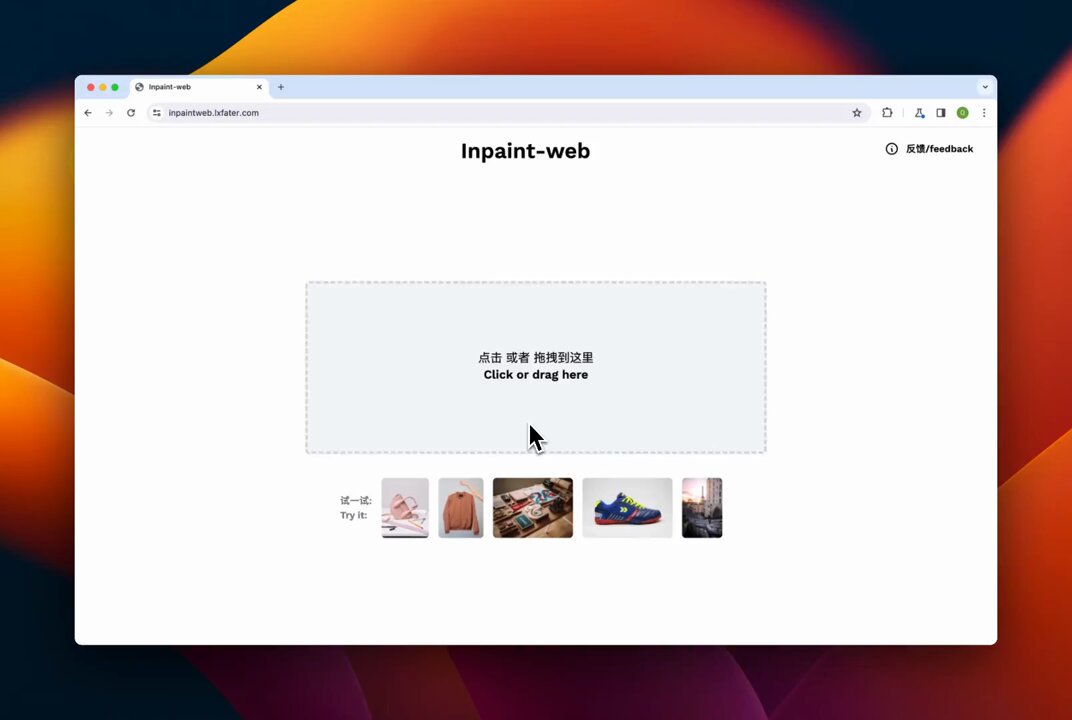 Inpaint-web
inpaintweb.lxfater.com
Inpaint-web
反馈/feedback
点击 或者 拖拽到这里
Click or drag here
试一试:
Try it: